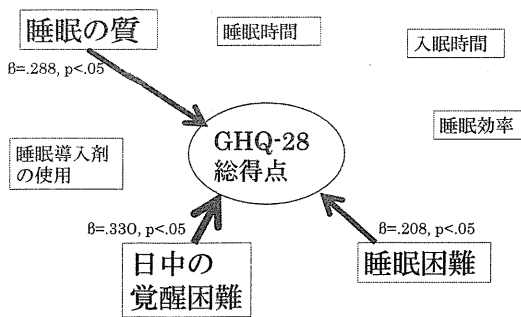 睡眠の質
睡眠時間
入眠時間
β=.288, p<.05
睡眠効率
GHQ-28
総得点
睡眠導入剤
の使用
β=.330, p<.05
β=.208, p<.05
日中の
覚醒困難
睡眠困難